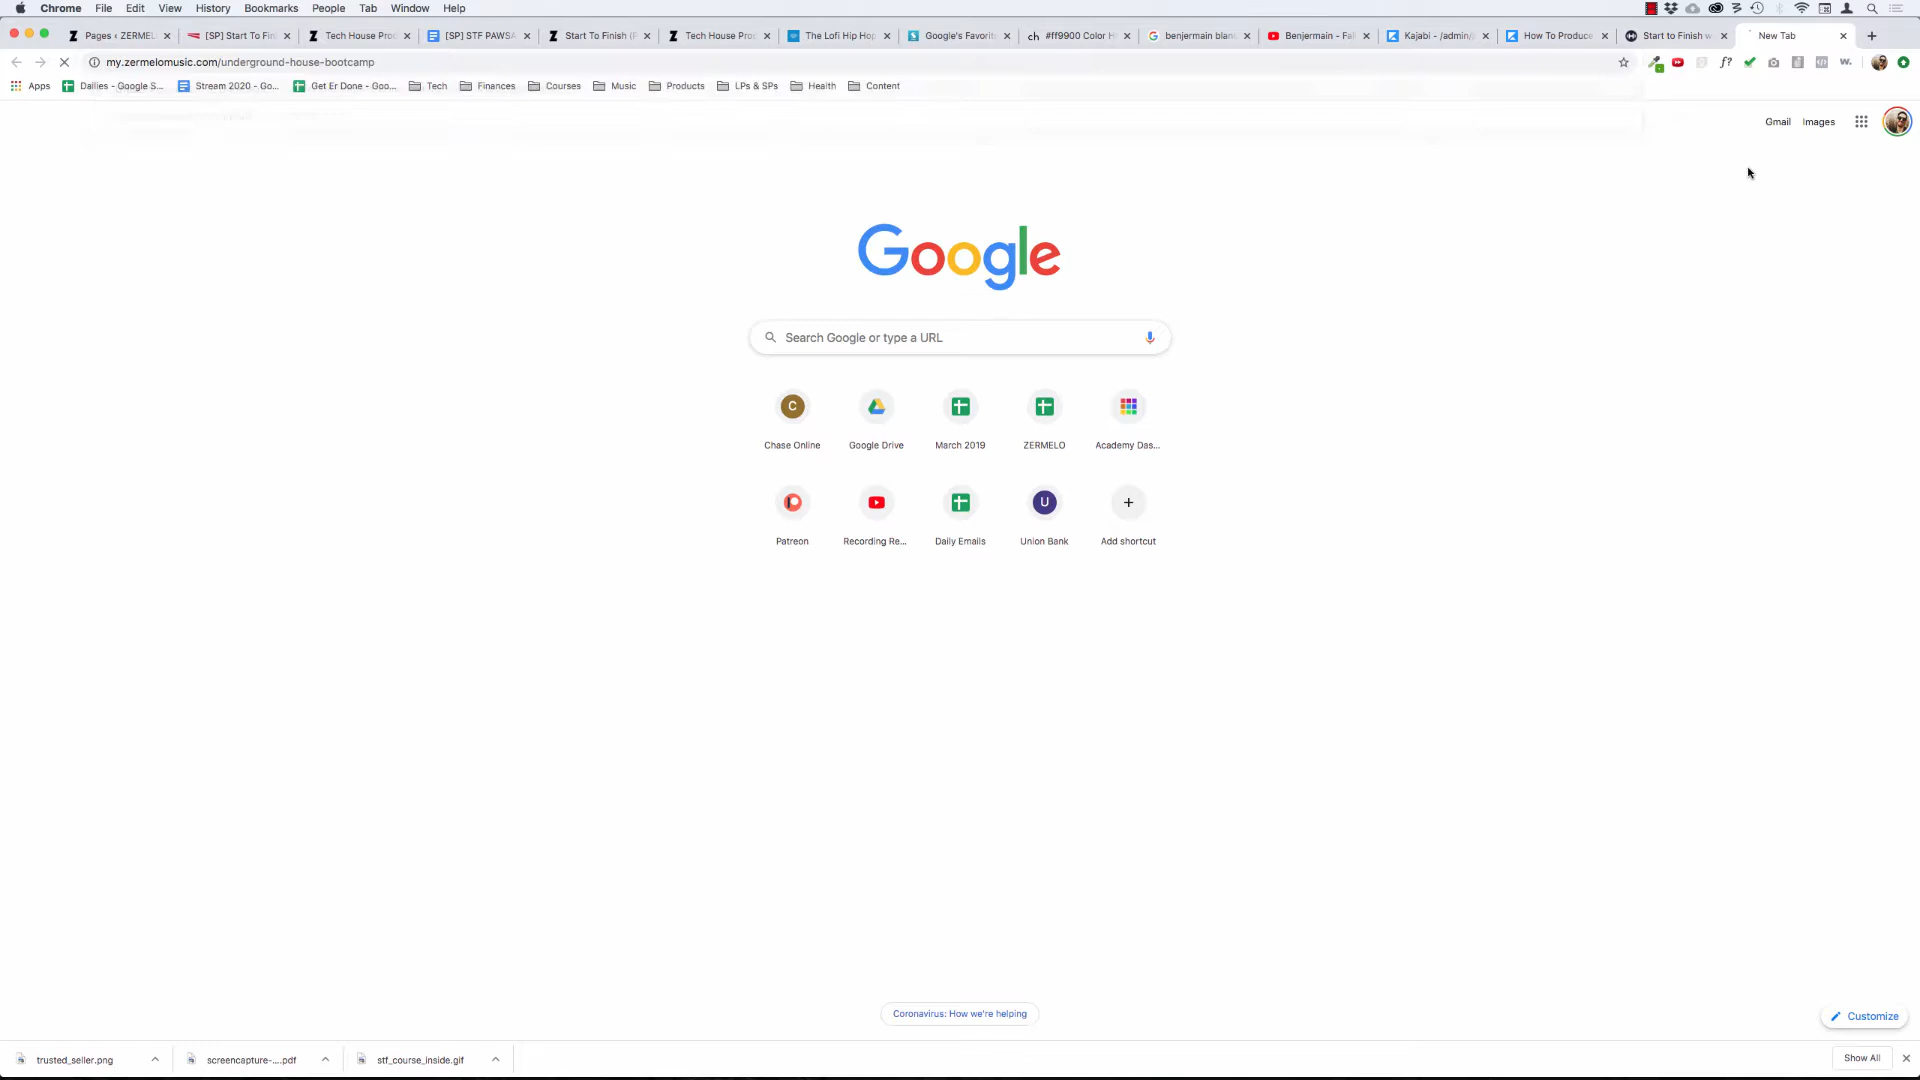 Chrome File Edit View History Bookmarks People Tab Window Help
Pages ‹ ZERMEL [SP] Start To Fin Tech House Proc [SP] STF PAWSA Start To Finish (P Tech House Proc The Lofi Hip Hop Google's Favorit #ff9900 Color H benjermain blan Benjermain - Fal Kajabi - /admin/ How To Produce Start to Finish w New Tab
my.zermelomusic.com/underground-house-bootcamp
Apps Dailies - Google S... Stream 2020 - Go... Get Er Done - Goo... Tech Finances Courses Music Products LPs & SPs Health Content
Gmail Images
Google
Search Google or type a URL
C U
Chase Online Google Drive March 2019 ZERMELO Academy Das...
Patreon Recording Re... Daily Emails Union Bank Add shortcut
Coronavirus: How we're helping
Customize
trusted_seller.png screencapture-....pdf stf_course_inside.gif Show All